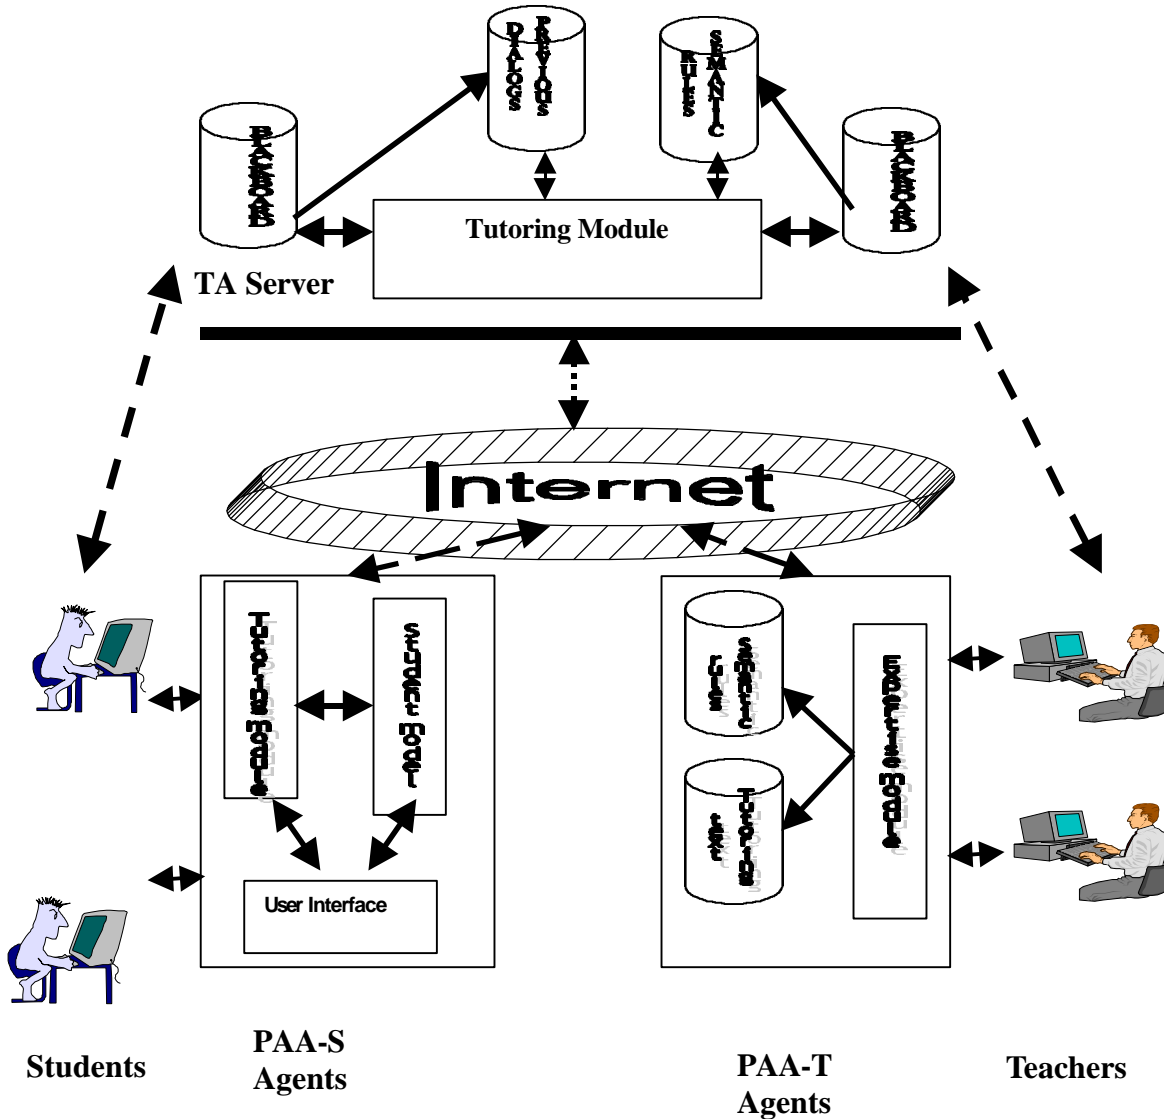 DIALOGS
PREVIOUS
RULES
SEMANTIC
BLACKBOARD
BLACKBOARD
Tutoring Module
TA Server
Internet
Tutoring module
Student model
rules
semantic
Expertise module
text
Tutoring
User Interface
Students
PAA-S
Agents
PAA-T
Agents
Teachers